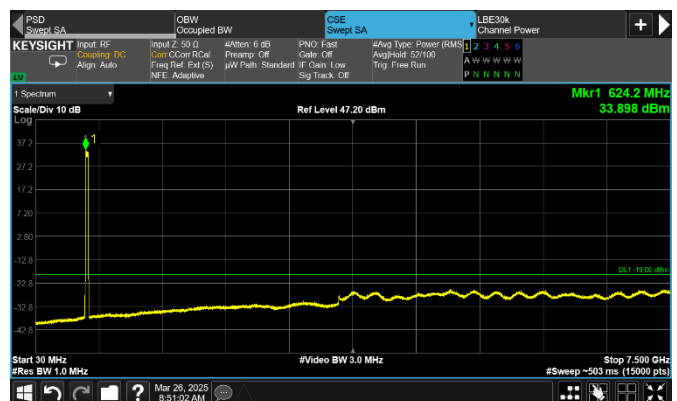 PSD
Swept SA
OBW
Occupied BW
CSE
Swept SA
LBE30k
Channel Power
KEYSIGHT
Input: RF
Coupling: DC
Align: Auto
Input Z: 50 Ω
Corr CCorr RCal
Freq Ref: Ext (S)
NFE: Adaptive
#Atten: 6 dB
Preamp: Off
µW Path: Standard
PNO: Fast
Gate: Off
IF Gain: Low
Sig Track: Off
#Avg Type: Power (RMS
Avg|Hold: 52/100
Trig: Free Run
1 2 3 4 5 6
A W W W W W
P N N N N N
LXI
1 Spectrum
Scale/Div 10 dB
Log
Ref Level 47.20 dBm
Mkr1 624.2 MHz
33.898 dBm
1
37.2
27.2
17.2
7.20
-2.80
-12.8
-22.8
-32.8
-42.8
DL1 -19.00 dBm
Start 30 MHz
#Res BW 1.0 MHz
#Video BW 3.0 MHz
Stop 7.500 GHz
#Sweep ~503 ms (15000 pts)
?
Mar 26, 2025
8:51:02 AM